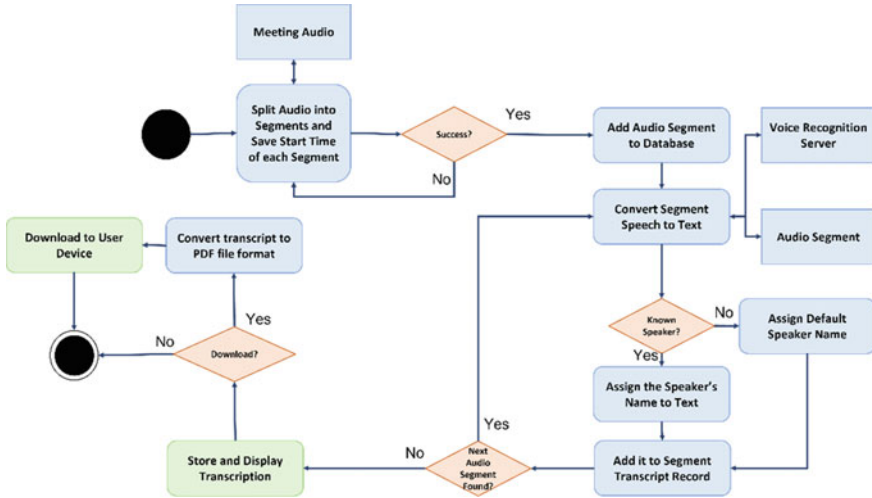 Meeting Audio
Split Audio into
Segments and
Save Start Time
of each Segment
Success?
Yes
No
Add Audio Segment
to Database
Voice Recognition
Server
Convert Segment
Speech to Text
Audio Segment
Download to User
Device
Convert transcript to
PDF file format
Known
Speaker?
No
Yes
Assign Default
Speaker Name
Download?
Yes
No
Assign the Speaker's
Name to Text
Store and Display
Transcription
No
Yes
Next
Audio
Segment
Found?
Add it to Segment
Transcript Record